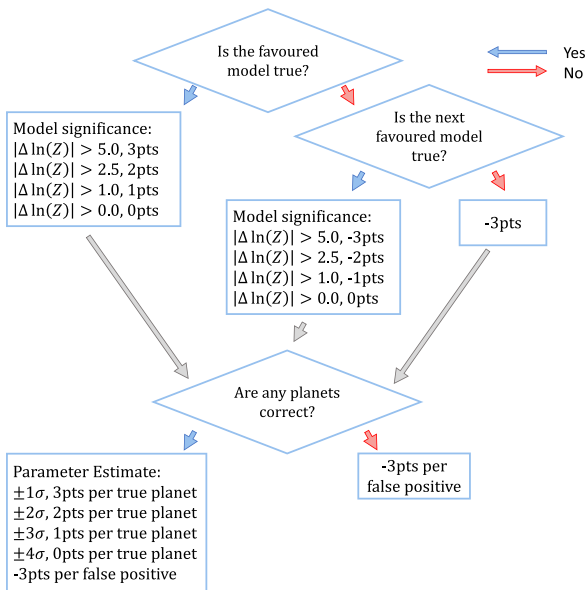 Is the favoured
model true?
Yes
No
Model significance:
|Δ ln(Z)| > 5.0, 3pts
|Δ ln(Z)| > 2.5, 2pts
|Δ ln(Z)| > 1.0, 1pts
|Δ ln(Z)| > 0.0, 0pts
Is the next
favoured model
true?
Model significance:
|Δ ln(Z)| > 5.0, -3pts
|Δ ln(Z)| > 2.5, -2pts
|Δ ln(Z)| > 1.0, -1pts
|Δ ln(Z)| > 0.0, 0pts
-3pts
Are any planets
correct?
Parameter Estimate:
±1σ, 3pts per true planet
±2σ, 2pts per true planet
±3σ, 1pts per true planet
±4σ, 0pts per true planet
-3pts per false positive
-3pts per
false positive